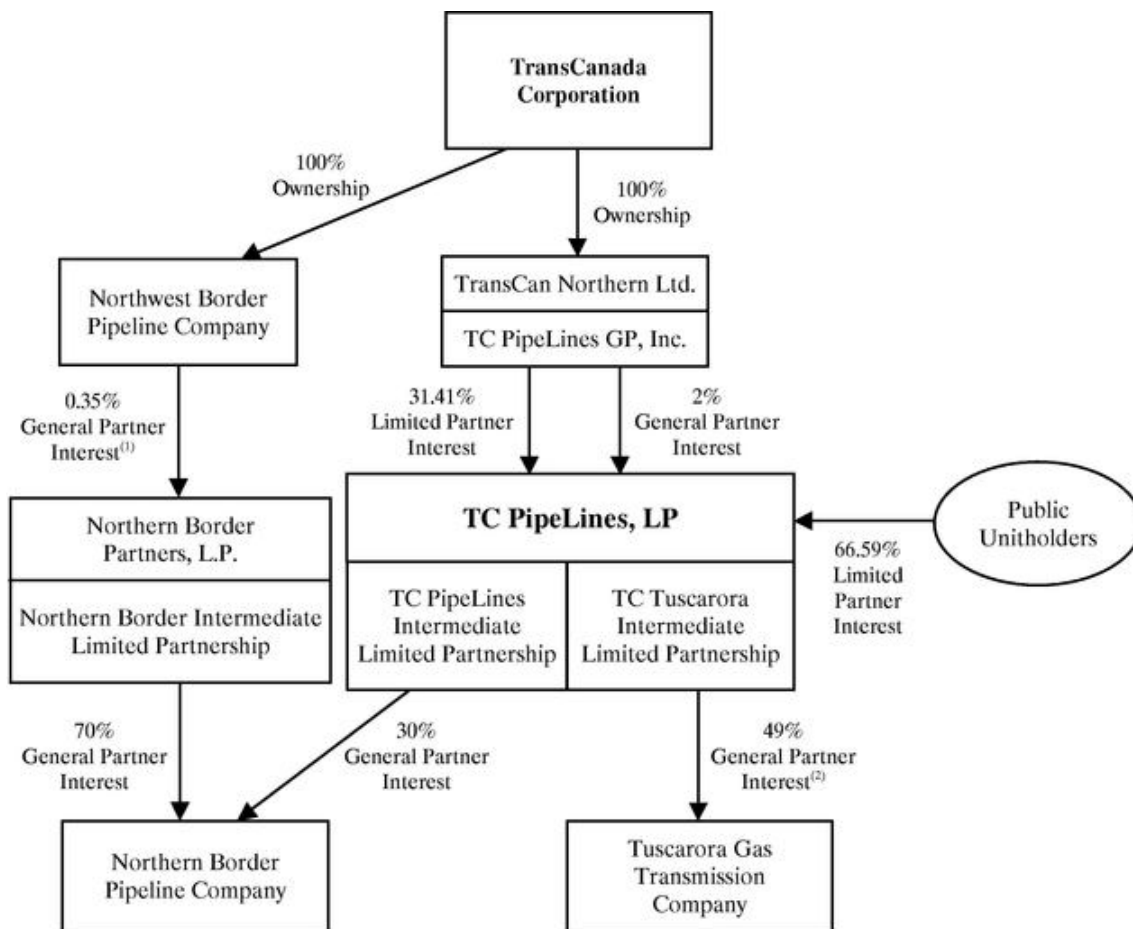 TransCanada
Corporation
100%
Ownership
100%
Ownership
Northwest Border
Pipeline Company
TransCan Northern Ltd.
TC PipeLines GP, Inc.
0.35%
General Partner
Interest(1)
31.41%
Limited Partner
Interest
2%
General Partner
Interest
Northern Border
Partners, L.P.
Northern Border Intermediate
Limited Partnership
TC PipeLines, LP
TC PipeLines
Intermediate
Limited Partnership
TC Tuscarora
Intermediate
Limited Partnership
Public
Unitholders
66.59%
Limited
Partner
Interest
70%
General Partner
Interest
30%
General Partner
Interest
49%
General Partner
Interest(2)
Northern Border
Pipeline Company
Tuscarora Gas
Transmission
Company